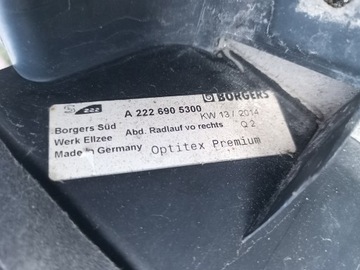 222 A 222 690 5300 BORGERS
KW 13 / 2014
Borgers Süd
Werk Ellzee Abd. Radlauf vo rechts Q 2
Made in Germany Optitex Premium